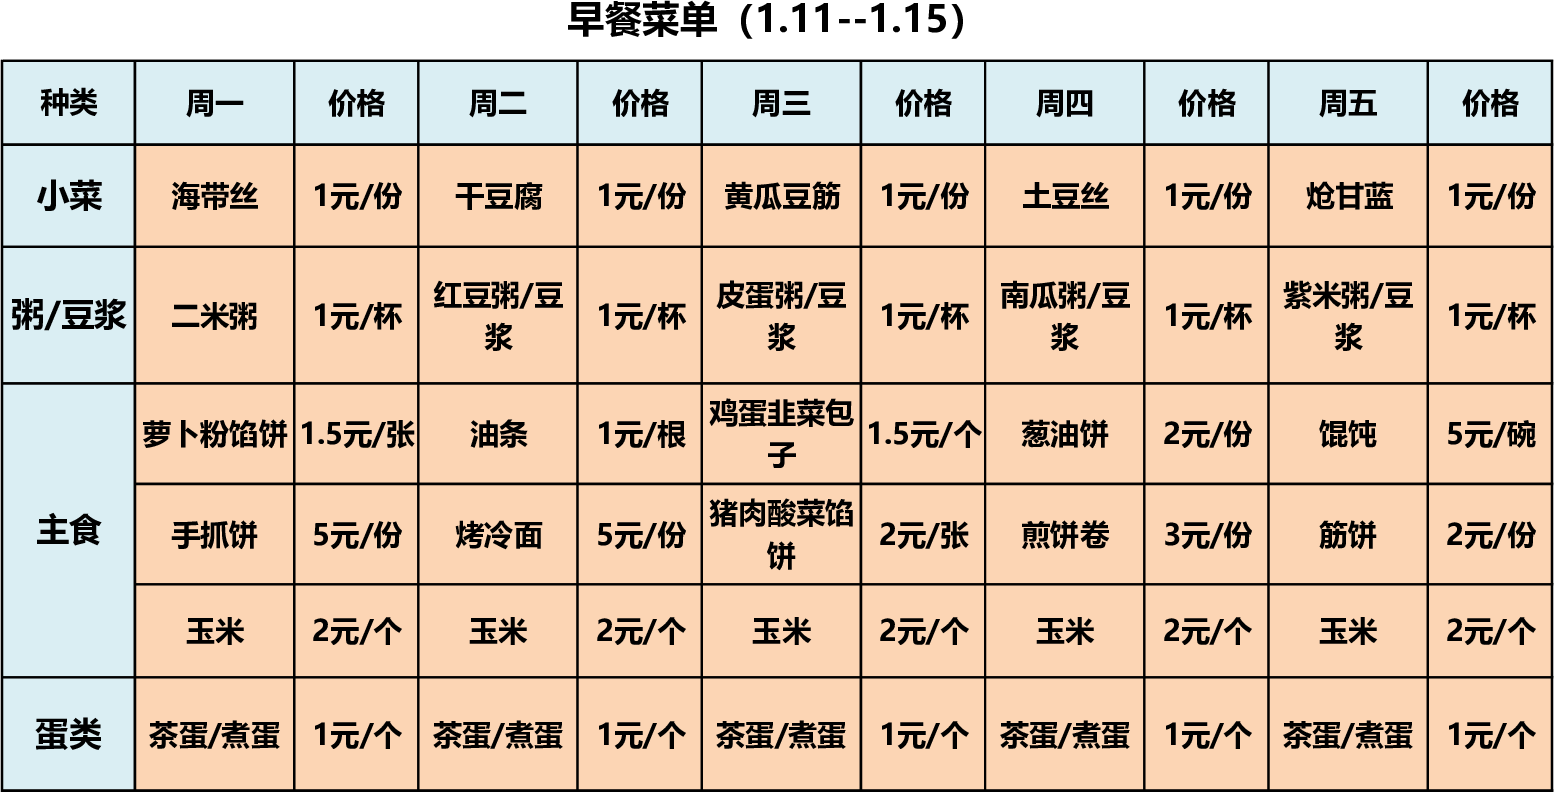 早餐菜单（1.11--1.15）
种类 周一 价格 周二 价格 周三 价格 周四 价格 周五 价格
小菜 海带丝 1元/份 干豆腐 1元/份 黄瓜豆筋 1元/份 土豆丝 1元/份 炝甘蓝 1元/份
粥/豆浆 二米粥 1元/杯 红豆粥/豆浆 1元/杯 皮蛋粥/豆浆 1元/杯 南瓜粥/豆浆 1元/杯 紫米粥/豆浆 1元/杯
主食 萝卜粉馅饼 1.5元/张 油条 1元/根 鸡蛋韭菜包子 1.5元/个 葱油饼 2元/份 馄饨 5元/碗
手抓饼 5元/份 烤冷面 5元/份 猪肉酸菜馅饼 2元/张 煎饼卷 3元/份 筋饼 2元/份
玉米 2元/个 玉米 2元/个 玉米 2元/个 玉米 2元/个 玉米 2元/个
蛋类 茶蛋/煮蛋 1元/个 茶蛋/煮蛋 1元/个 茶蛋/煮蛋 1元/个 茶蛋/煮蛋 1元/个 茶蛋/煮蛋 1元/个